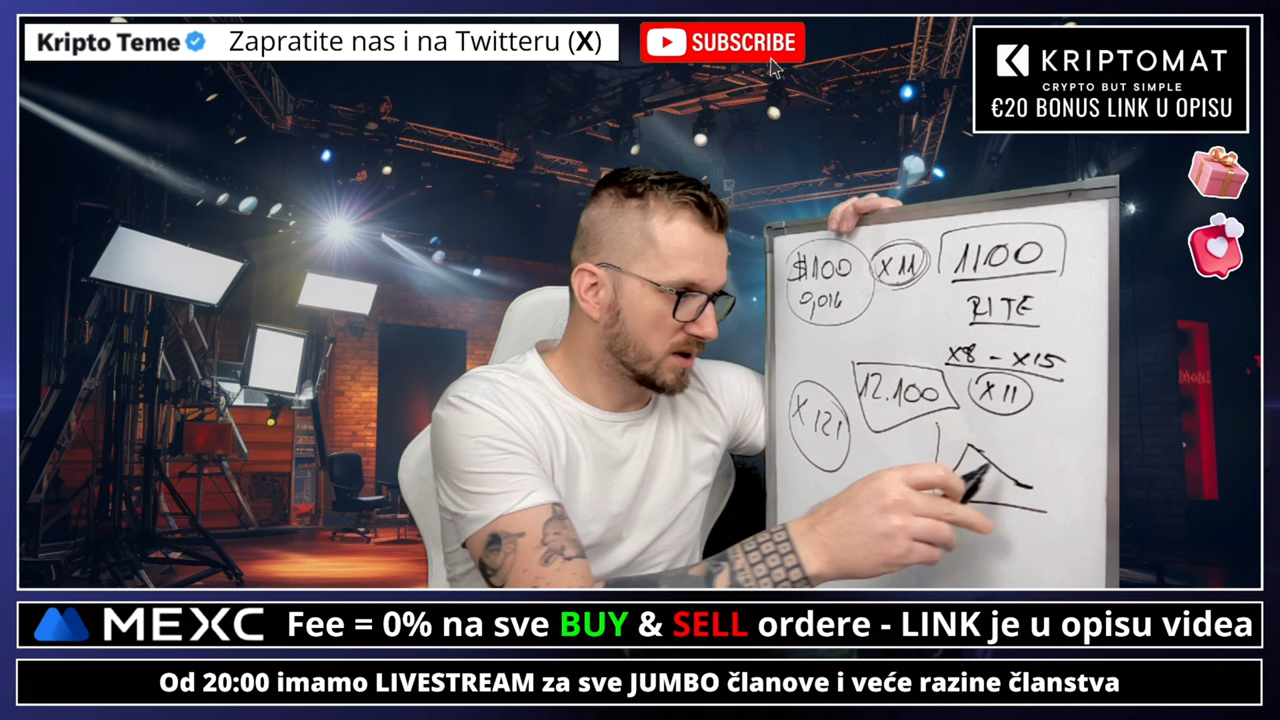 Kripto Teme Zapratite nas i na Twitteru (X)
SUBSCRIBE
KRIPTOMAT
CRYPTO BUT SIMPLE
€20 BONUS LINK U OPISU
$100 X11 1100
0,016
RITE
X8 - X15
12.100 X11
X121
MEXC Fee = 0% na sve BUY & SELL ordere - LINK je u opisu videa
Od 20:00 imamo LIVESTREAM za sve JUMBO članove i veće razine članstva